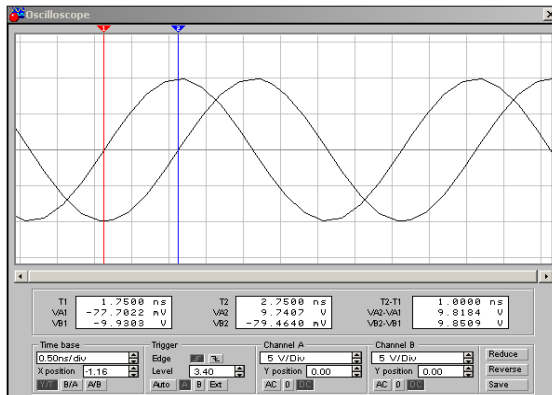 Oscilloscope
1 2
T1 1.7500 ns T2 2.7500 ns T2-T1 1.0000 ns
VA1 -77.7022 mV VA2 9.7407 V VA2-VA1 9.8184 V
VB1 -9.9303 V VB2 -79.4640 mV VB2-VB1 9.8509 V
Time base Trigger Channel A Channel B
0.50ns/div Edge 5 V/Div 5 V/Div Reduce
X position -1.16 Level 3.40 Y position 0.00 Y position 0.00 Reverse
Y/T B/A A/B Auto A B Ext AC 0 DC AC 0 DC Save